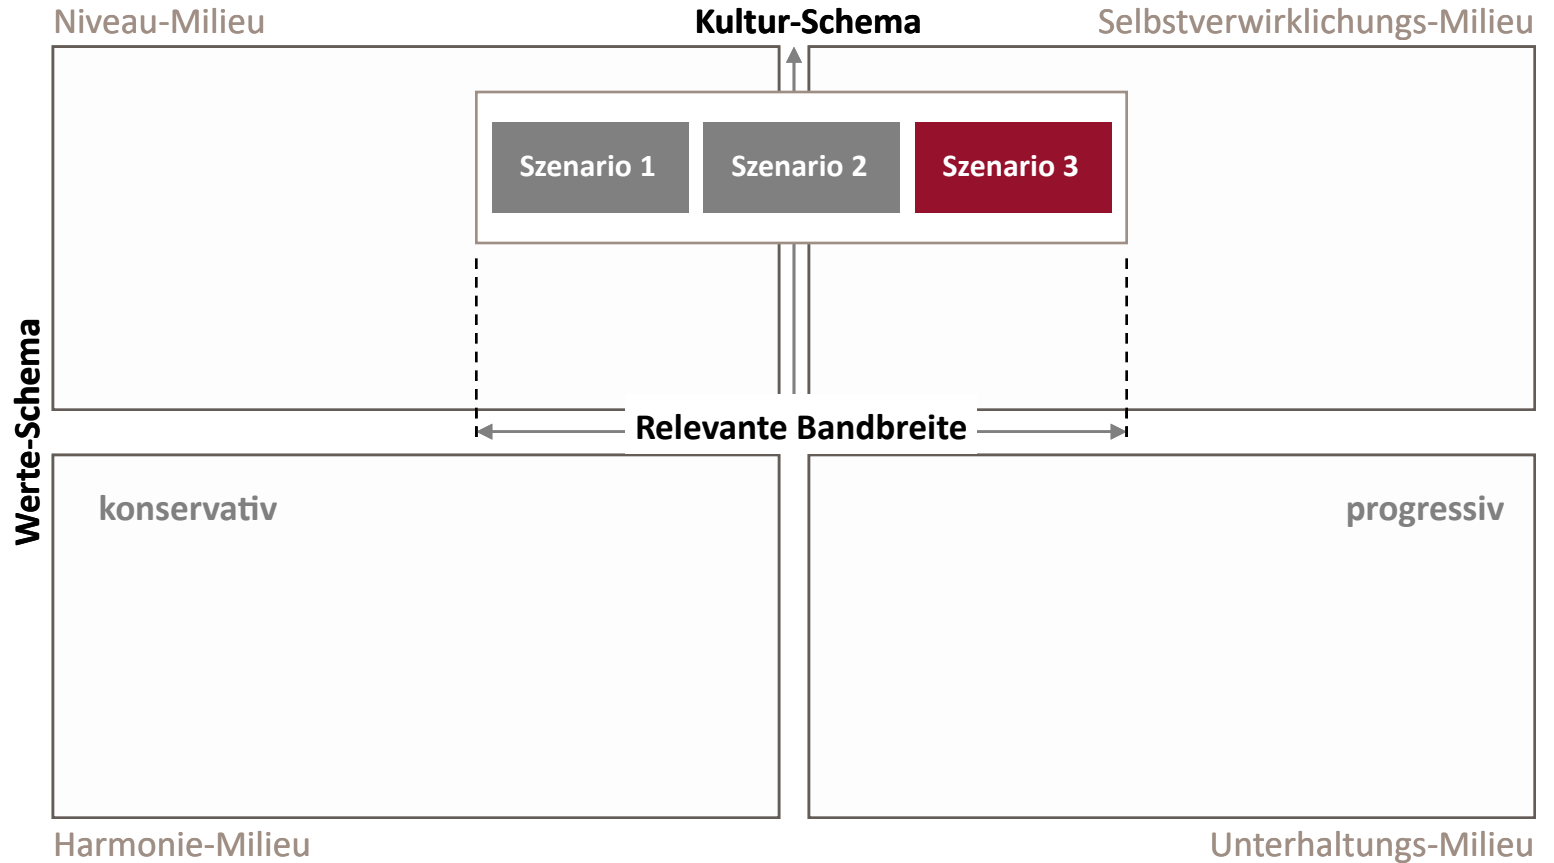 Niveau-Milieu
Kultur-Schema
Selbstverwirklichungs-Milieu
Szenario 1
Szenario 2
Szenario 3
Werte-Schema
Relevante Bandbreite
konservativ
progressiv
Harmonie-Milieu
Unterhaltungs-Milieu